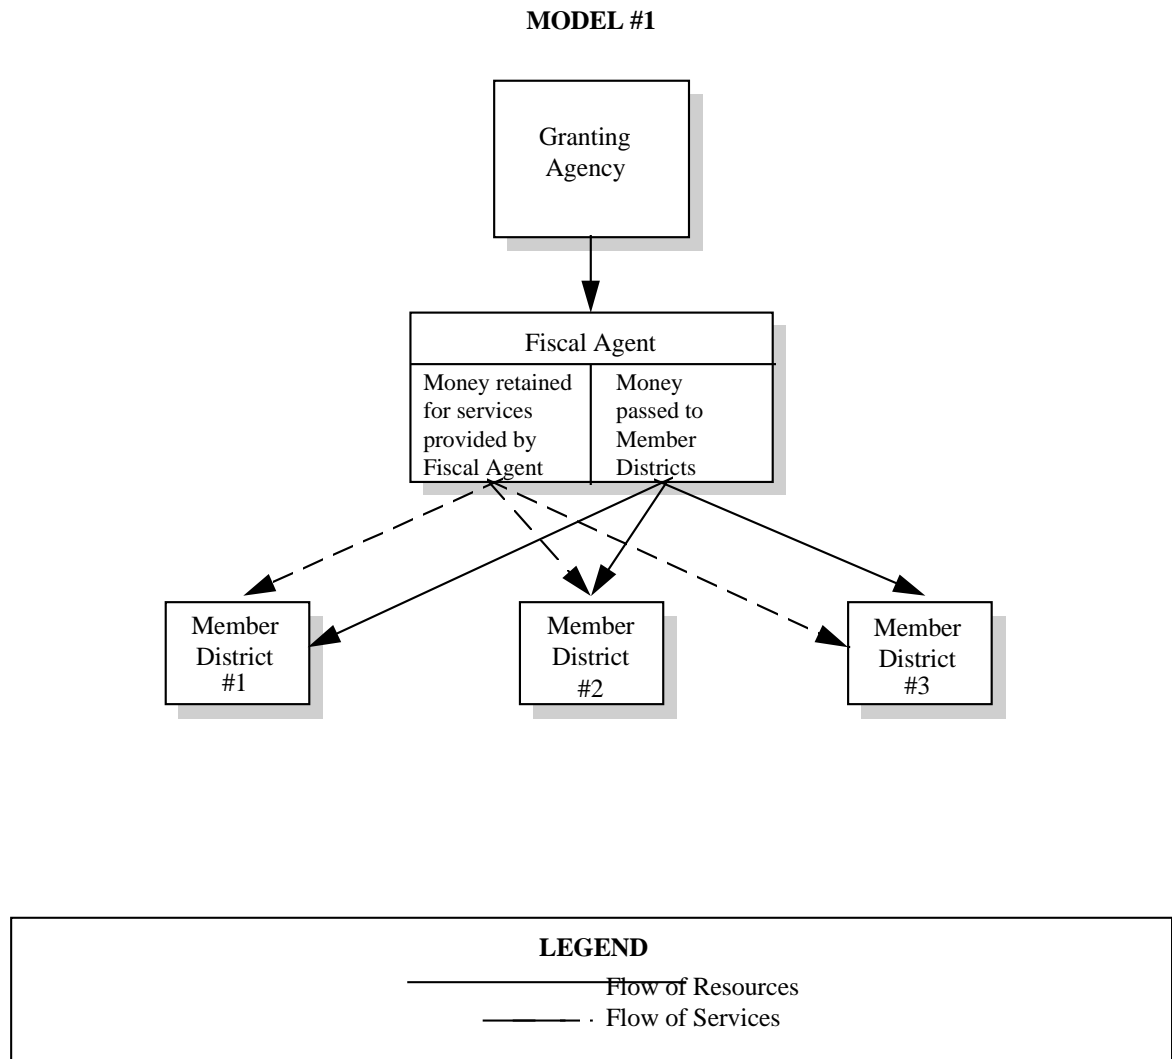 MODEL #1
Granting
Agency
Fiscal Agent
Money retained
for services
provided by
Fiscal Agent
Money
passed to
Member
Districts
Member
District
#1
Member
District
#2
Member
District
#3
LEGEND
Flow of Resources
Flow of Services